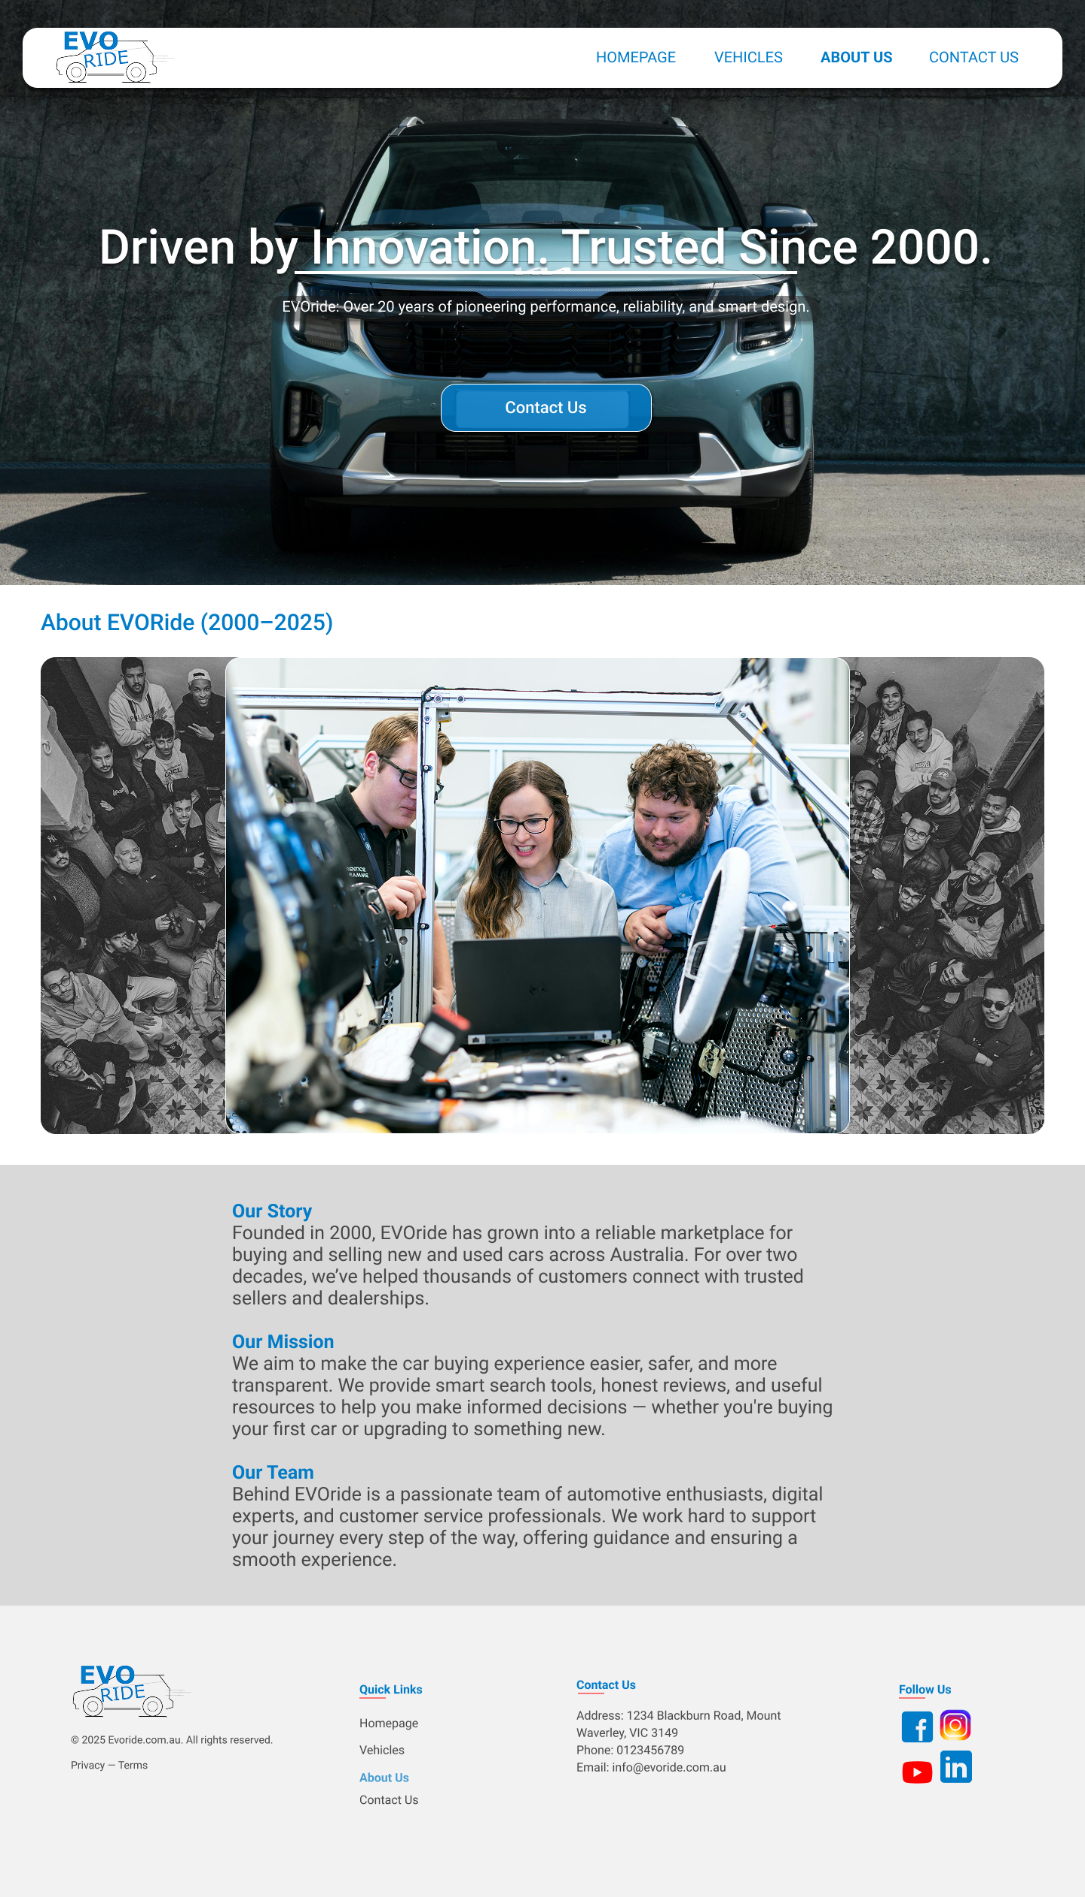 EVO
RIDE
HOMEPAGE VEHICLES ABOUT US CONTACT US
Driven by Innovation. Trusted Since 2000.
EVOride: Over 20 years of pioneering performance, reliability, and smart design.
Contact Us
About EVORide (2000–2025)
Our Story
Founded in 2000, EVOride has grown into a reliable marketplace for
buying and selling new and used cars across Australia. For over two
decades, we’ve helped thousands of customers connect with trusted
sellers and dealerships.
Our Mission
We aim to make the car buying experience easier, safer, and more
transparent. We provide smart search tools, honest reviews, and useful
resources to help you make informed decisions — whether you're buying
your first car or upgrading to something new.
Our Team
Behind EVOride is a passionate team of automotive enthusiasts, digital
experts, and customer service professionals. We work hard to support
your journey every step of the way, offering guidance and ensuring a
smooth experience.
EVO
RIDE
© 2025 Evoride.com.au. All rights reserved.
Privacy — Terms
Quick Links
Homepage
Vehicles
About Us
Contact Us
Contact Us
Address: 1234 Blackburn Road, Mount
Waverley, VIC 3149
Phone: 0123456789
Email: info@evoride.com.au
Follow Us
f
in